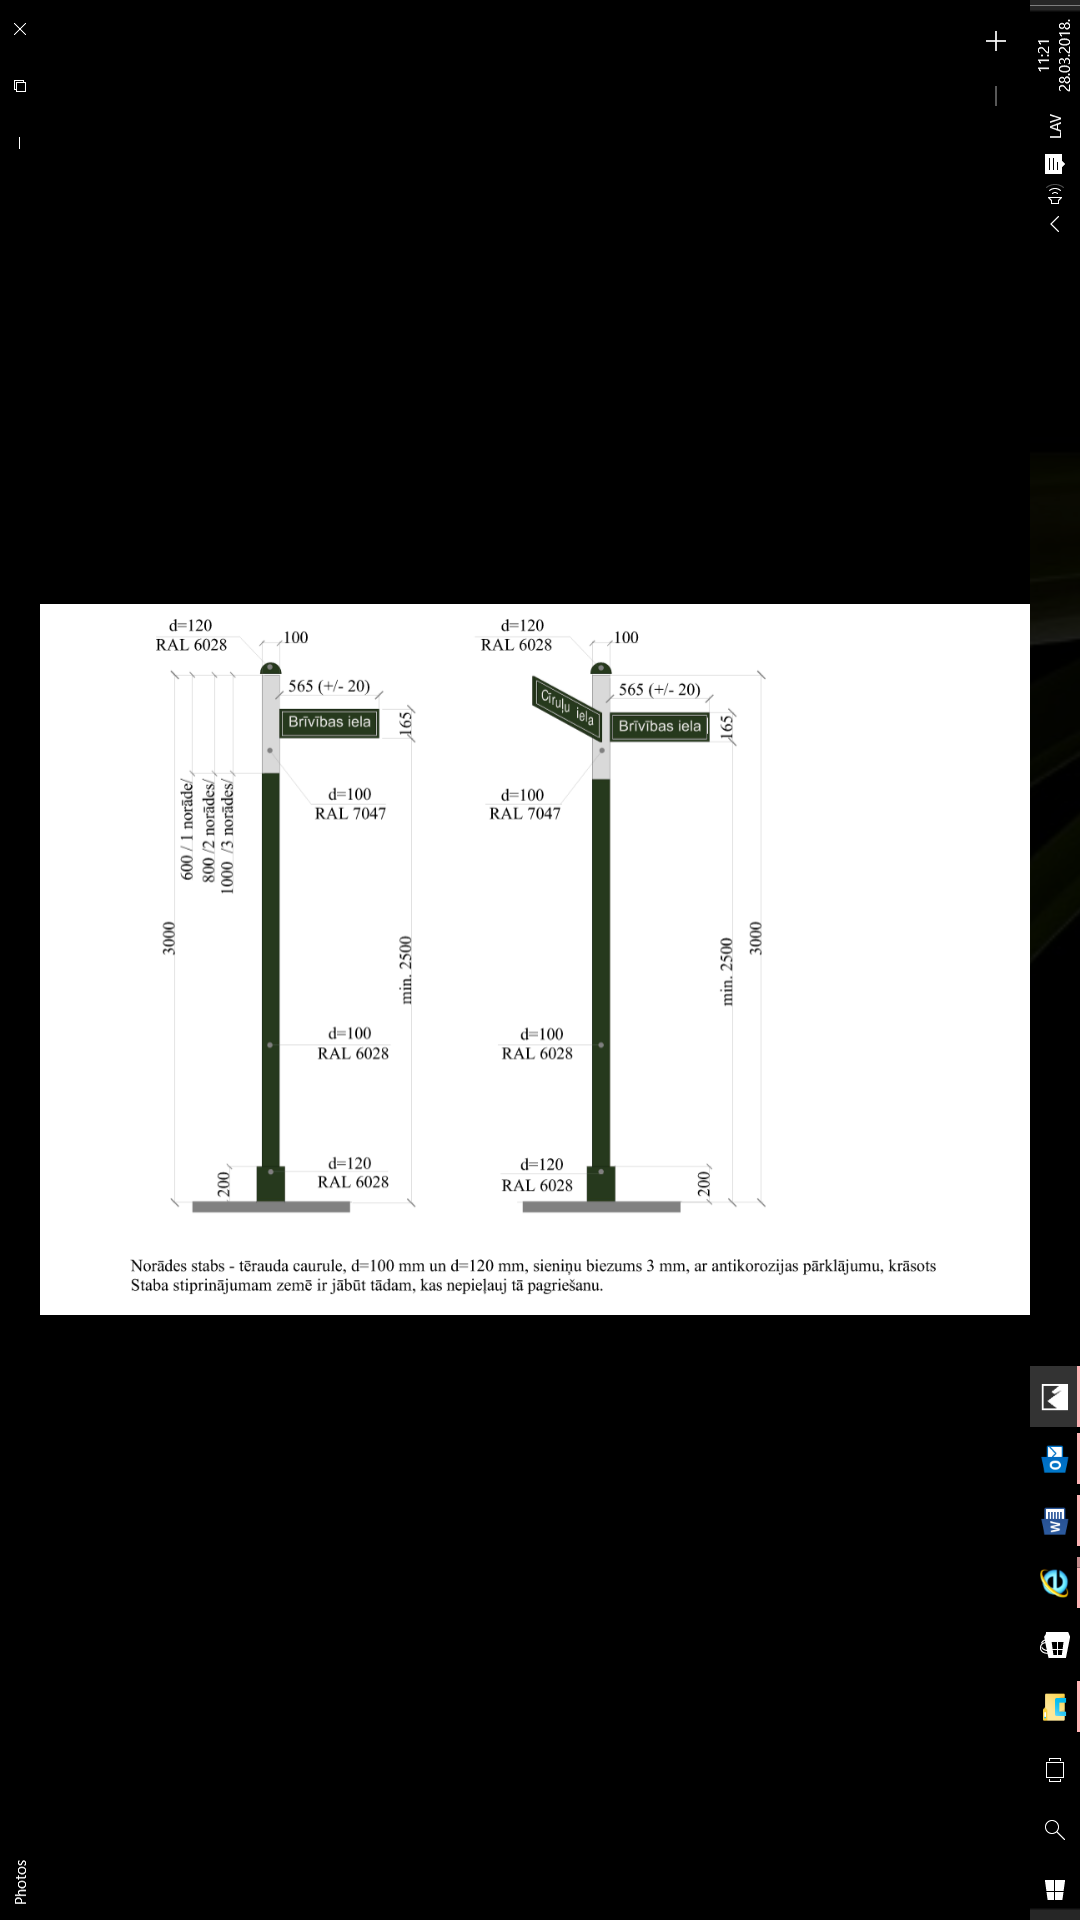 Photos
11:21
28.03.2018.
LAV
d=120
RAL 6028
100
565 (+/- 20)
Brīvības iela
165
d=100
RAL 7047
600 / 1 norāde/
800 /2 norādes/
1000 /3 norādes/
3000
min. 2500
d=100
RAL 6028
d=120
RAL 6028
200
d=120
RAL 6028
100
565 (+/- 20)
Cīruļu iela
Brīvības iela
165
d=100
RAL 7047
min. 2500
3000
d=100
RAL 6028
d=120
RAL 6028
200
Norādes stabs - tērauda caurule, d=100 mm un d=120 mm, sieniņu biezums 3 mm, ar antikorozijas pārklājumu, krāsots
Staba stiprinājumam zemē ir jābūt tādam, kas nepieļauj tā pagriešanu.